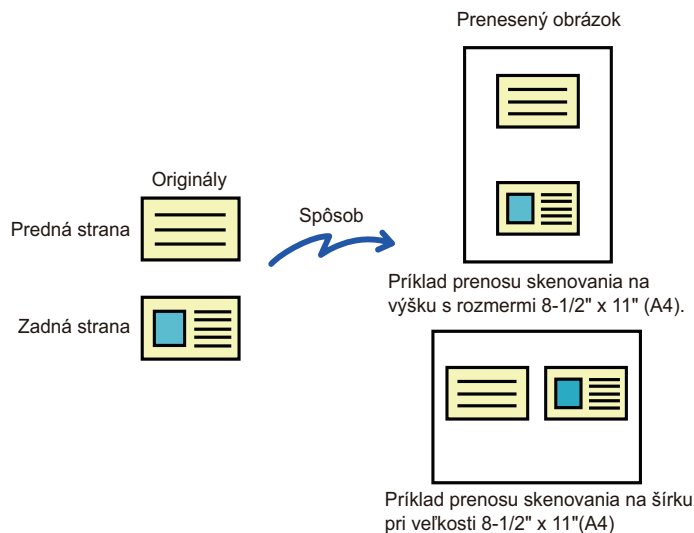 Prenesený obrázok
Originály
Predná strana
Spôsob
Zadná strana
Príklad prenosu skenovania na
výšku s rozmermi 8-1/2" x 11" (A4).
Príklad prenosu skenovania na šírku
pri veľkosti 8-1/2" x 11"(A4)